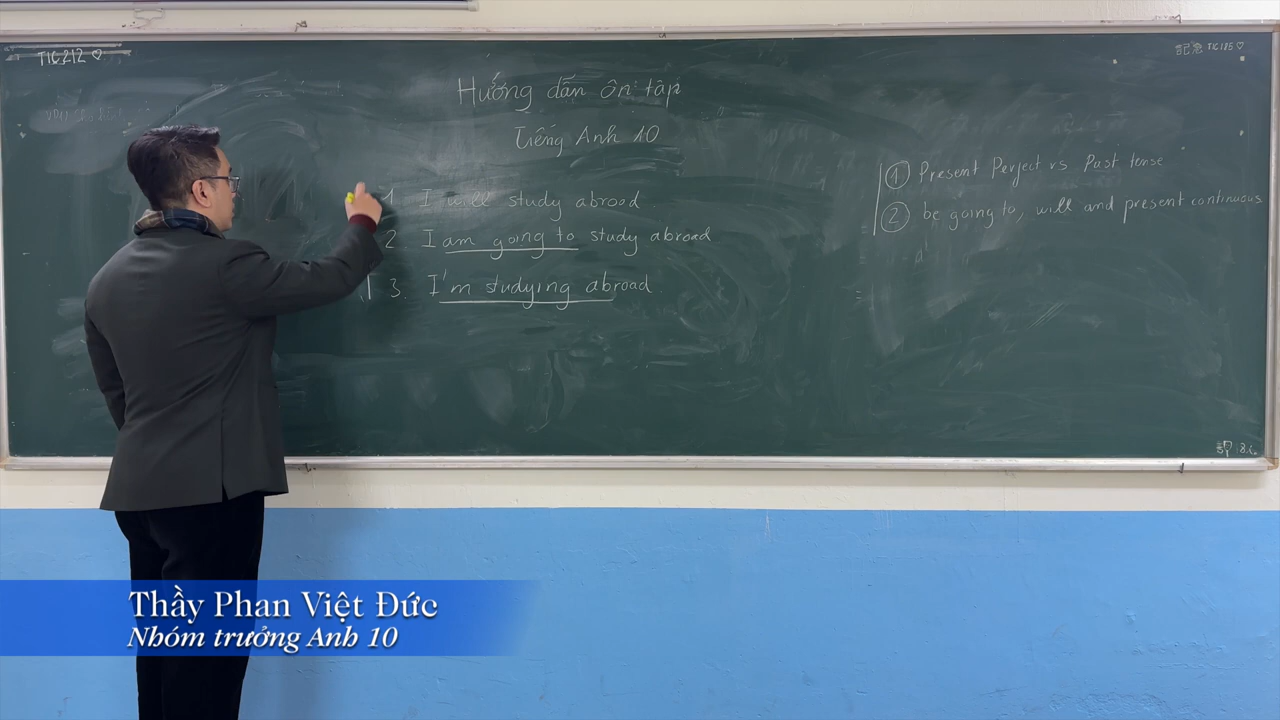 T1G212 ♡
Hướng dẫn ôn tập
Tiếng Anh 10
1. I will study abroad
2. I am going to study abroad
3. I'm studying abroad
① Present Perfect vs Past tense
② be going to, will and present continuous
Thầy Phan Việt Đức
Nhóm trưởng Anh 10